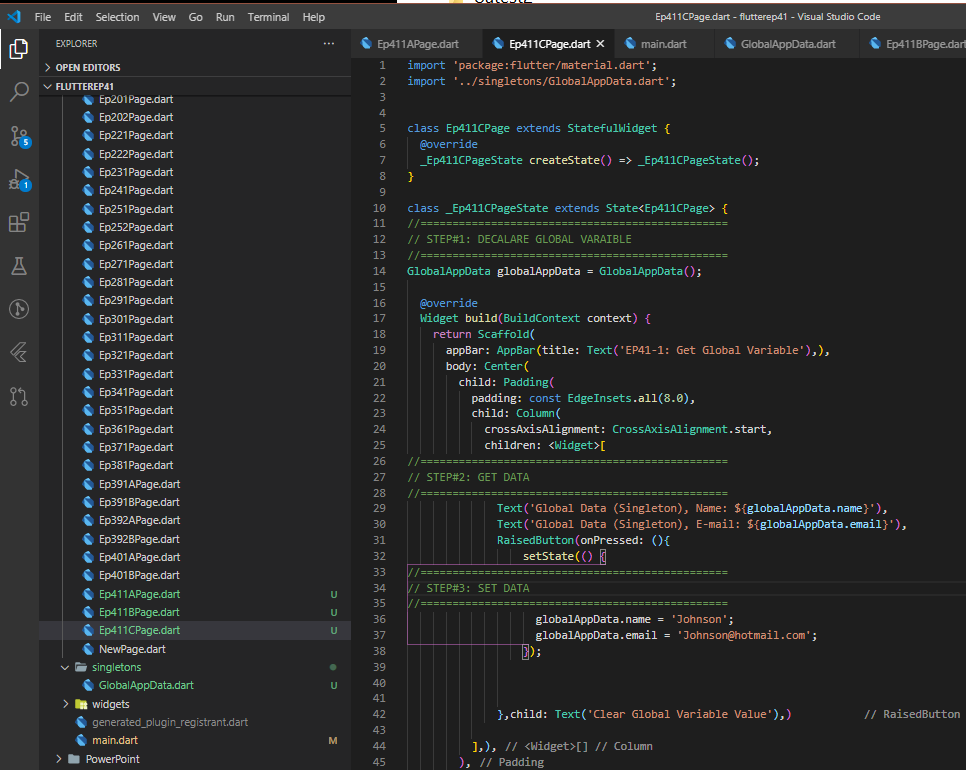 File Edit Selection View Go Run Terminal Help Ep411CPage.dart - flutterep41 - Visual Studio Code
EXPLORER ···
OPEN EDITORS
FLUTTEREP41
Ep201Page.dart
Ep202Page.dart
Ep221Page.dart
Ep222Page.dart
Ep231Page.dart
Ep241Page.dart
Ep251Page.dart
Ep252Page.dart
Ep261Page.dart
Ep271Page.dart
Ep281Page.dart
Ep291Page.dart
Ep301Page.dart
Ep311Page.dart
Ep321Page.dart
Ep331Page.dart
Ep341Page.dart
Ep351Page.dart
Ep361Page.dart
Ep371Page.dart
Ep381Page.dart
Ep391APage.dart
Ep391BPage.dart
Ep392APage.dart
Ep392BPage.dart
Ep401APage.dart
Ep401BPage.dart
Ep411APage.dart U
Ep411BPage.dart U
Ep411CPage.dart U
NewPage.dart
singletons
GlobalAppData.dart U
widgets
generated_plugin_registrant.dart
main.dart M
PowerPoint
5
1
Ep411APage.dart Ep411CPage.dart × main.dart GlobalAppData.dart Ep411BPage.dart
1 import 'package:flutter/material.dart';
2 import '../singletons/GlobalAppData.dart';
3
4
5 class Ep411CPage extends StatefulWidget {
6 @override
7 _Ep411CPageState createState() => _Ep411CPageState();
8 }
9
10 class _Ep411CPageState extends State<Ep411CPage> {
11 //================================================
12 // STEP#1: DECALARE GLOBAL VARAIBLE
13 //================================================
14 GlobalAppData globalAppData = GlobalAppData();
15
16 @override
17 Widget build(BuildContext context) {
18 return Scaffold(
19 appBar: AppBar(title: Text('EP41-1: Get Global Variable'),),
20 body: Center(
21 child: Padding(
22 padding: const EdgeInsets.all(8.0),
23 child: Column(
24 crossAxisAlignment: CrossAxisAlignment.start,
25 children: <Widget>[
26 //================================================
27 // STEP#2: GET DATA
28 //================================================
29 Text('Global Data (Singleton), Name: ${globalAppData.name}'),
30 Text('Global Data (Singleton), E-mail: ${globalAppData.email}'),
31 RaisedButton(onPressed: (){
32 setState(() {
33 //================================================
34 // STEP#3: SET DATA
35 //================================================
36 globalAppData.name = 'Johnson';
37 globalAppData.email = 'Johnson@hotmail.com';
38 });
39
40
41
42 },child: Text('Clear Global Variable Value'),) // RaisedButton
43
44 ],), // <Widget>[] // Column
45 ), // Padding